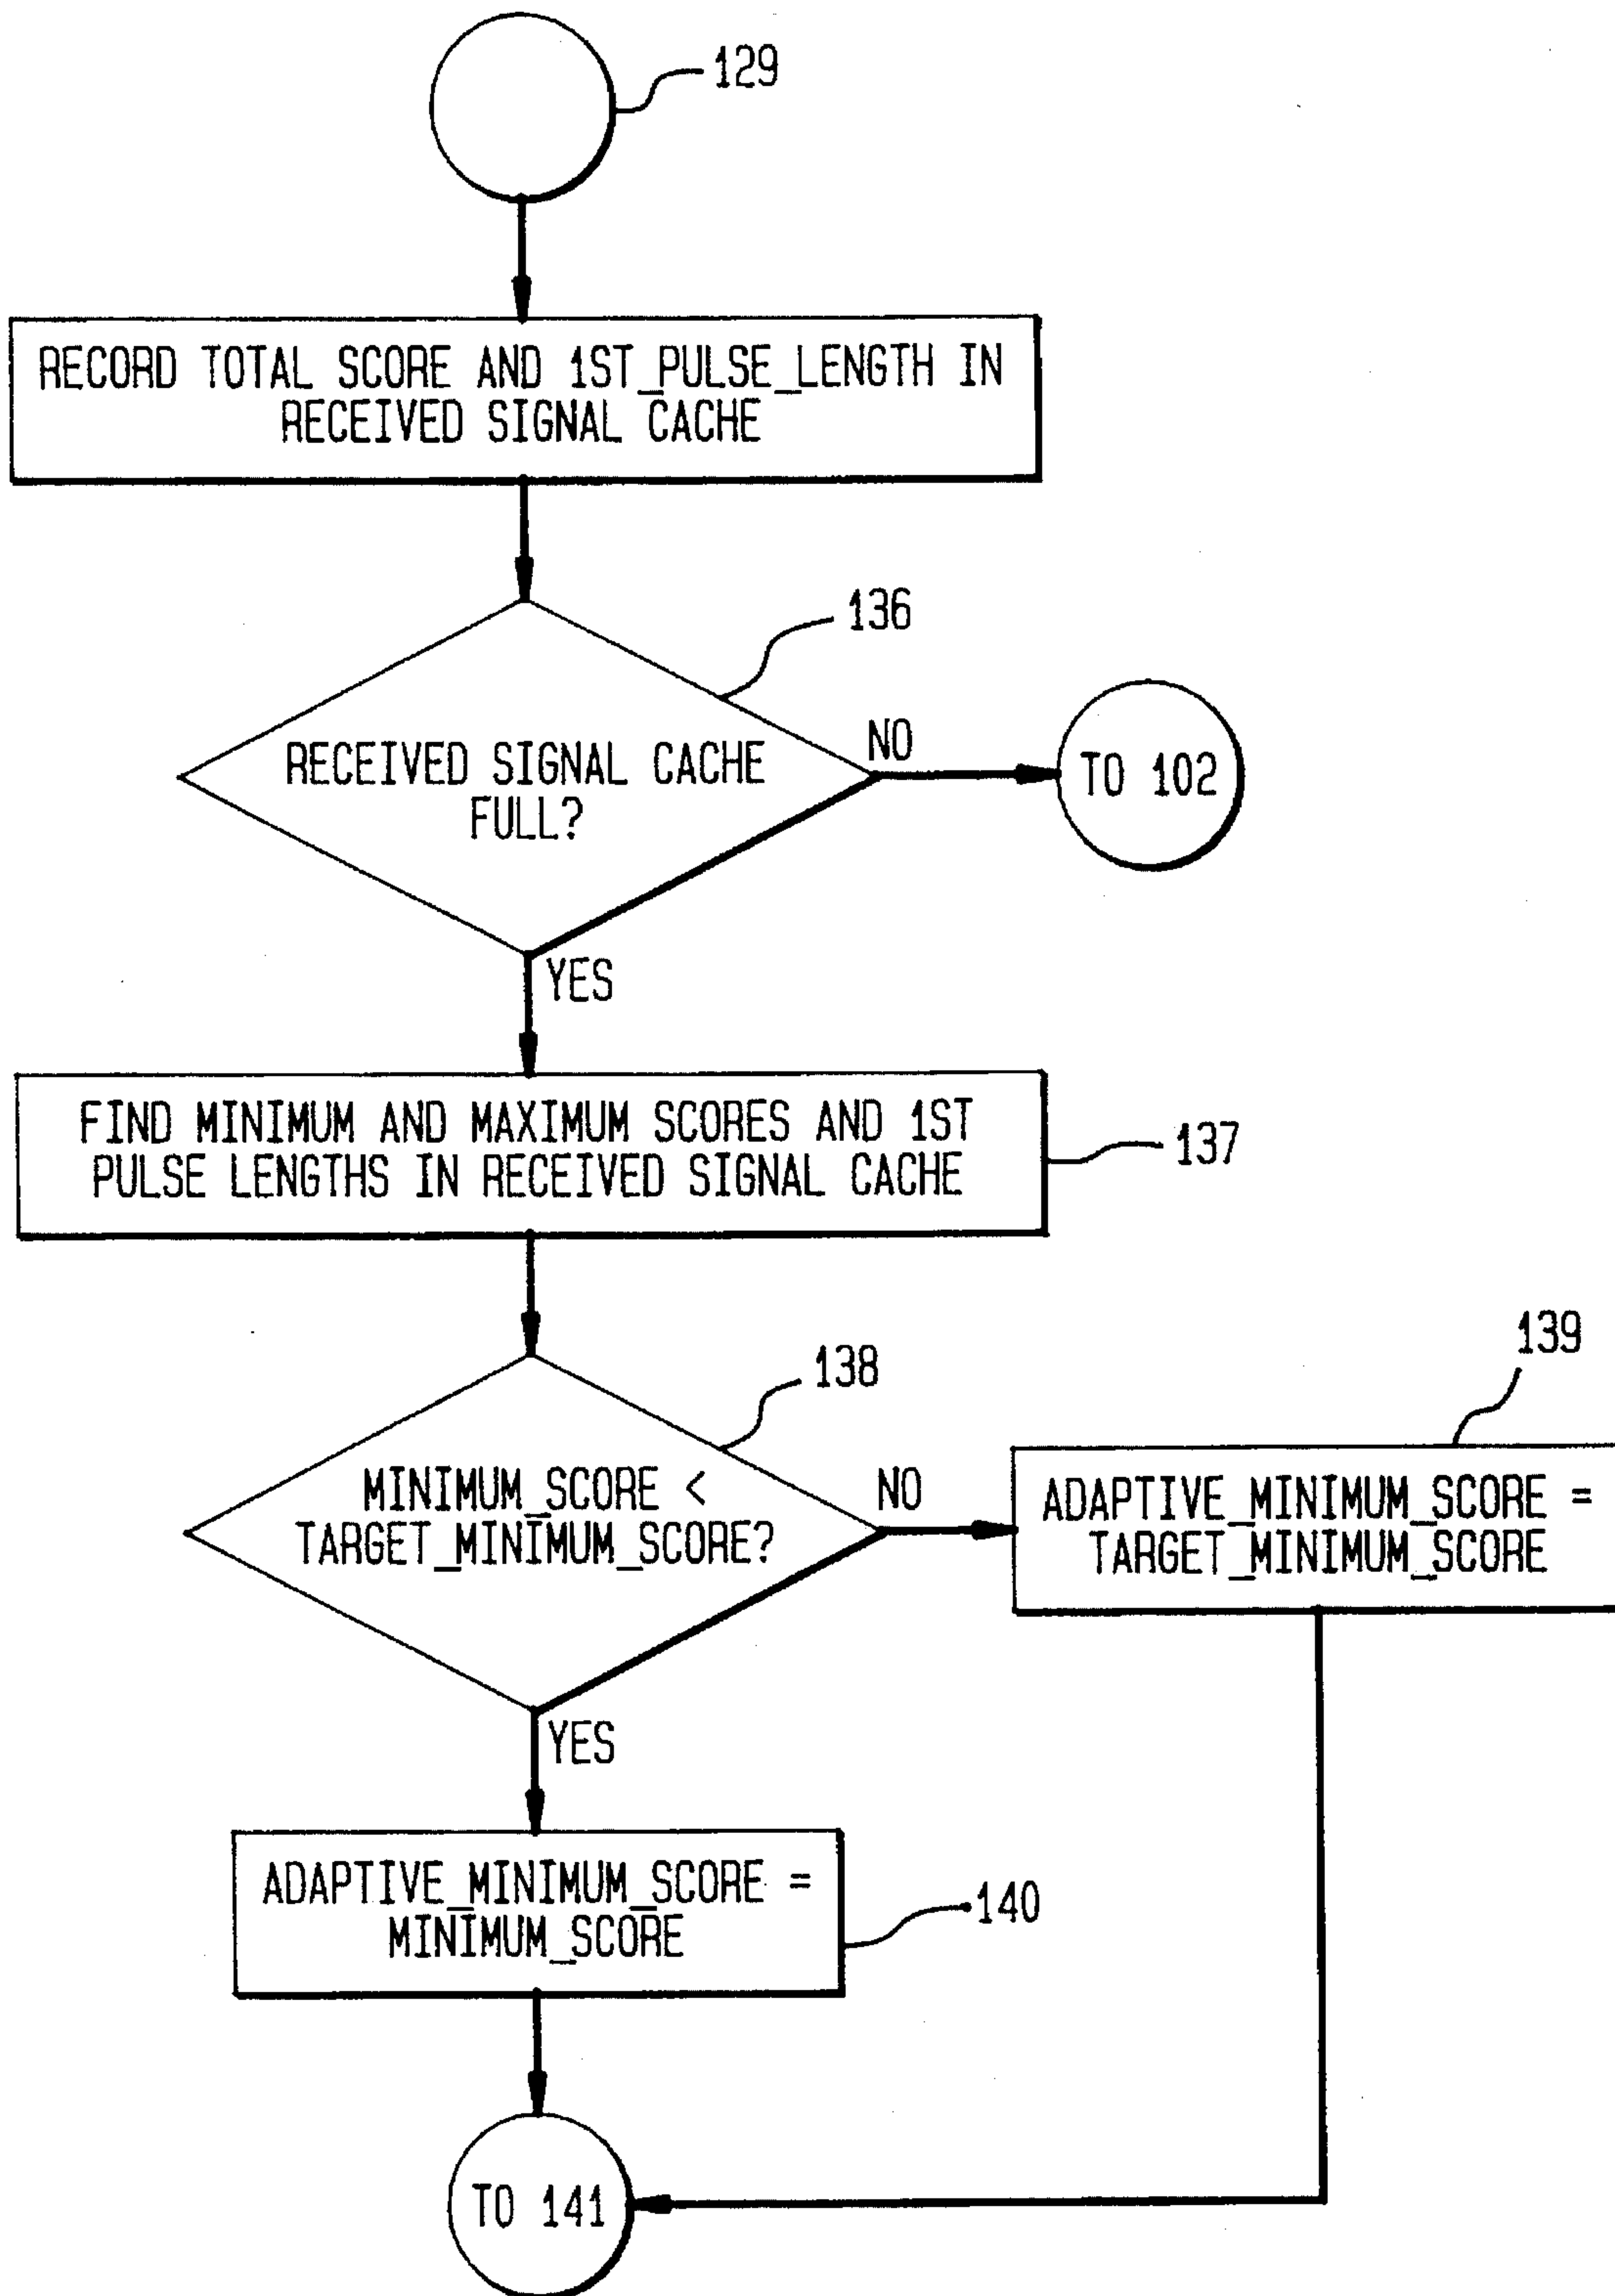 129
RECORD TOTAL SCORE AND 1ST_PULSE_LENGTH IN
RECEIVED SIGNAL CACHE
136
RECEIVED SIGNAL CACHE
FULL?
NO
TO 102
YES
FIND MINIMUM AND MAXIMUM SCORES AND 1ST
PULSE LENGTHS IN RECEIVED SIGNAL CACHE
137
138
139
MINIMUM_SCORE <
TARGET_MINIMUM_SCORE?
NO
ADAPTIVE_MINIMUM_SCORE =
TARGET_MINIMUM_SCORE
YES
ADAPTIVE_MINIMUM_SCORE =
MINIMUM_SCORE
140
TO 141